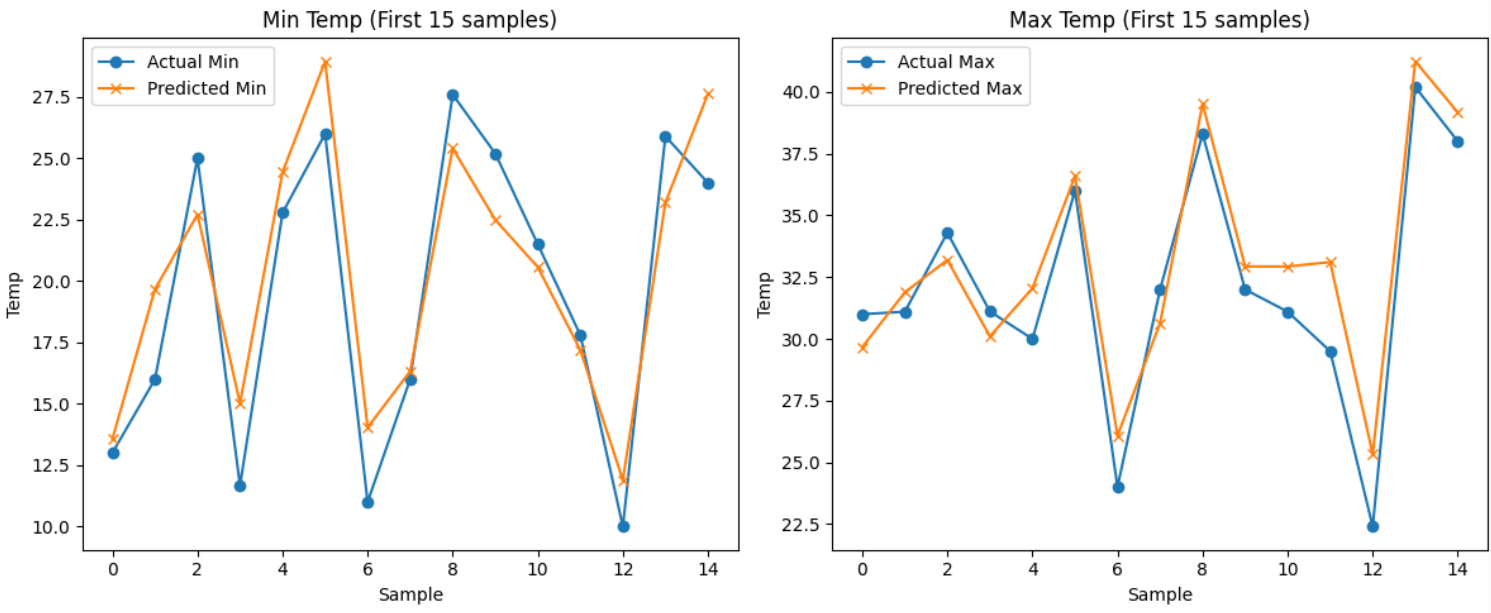 Min Temp (First 15 samples)
Actual Min
Predicted Min
Temp
27.5
25.0
22.5
20.0
17.5
15.0
12.5
10.0
0 2 4 6 8 10 12 14
Sample
Max Temp (First 15 samples)
Actual Max
Predicted Max
Temp
40.0
37.5
35.0
32.5
30.0
27.5
25.0
22.5
0 2 4 6 8 10 12 14
Sample